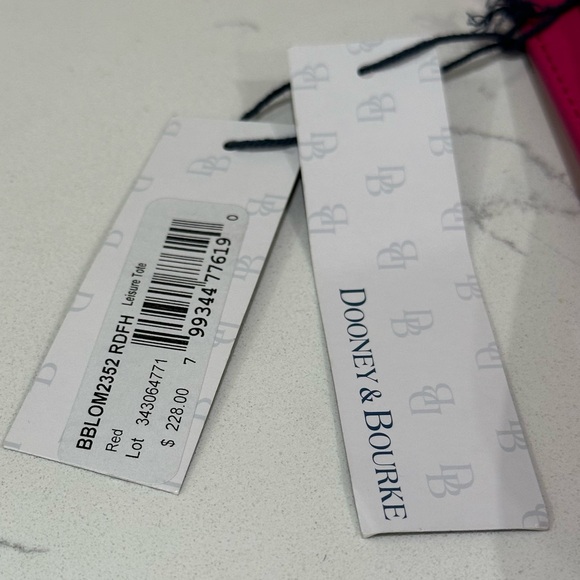 BBLOM2352 RDFH Leisure Tote
Red
Lot 343064771
$ 228.00
7 99344 77619 0
DOONEY & BOURKE